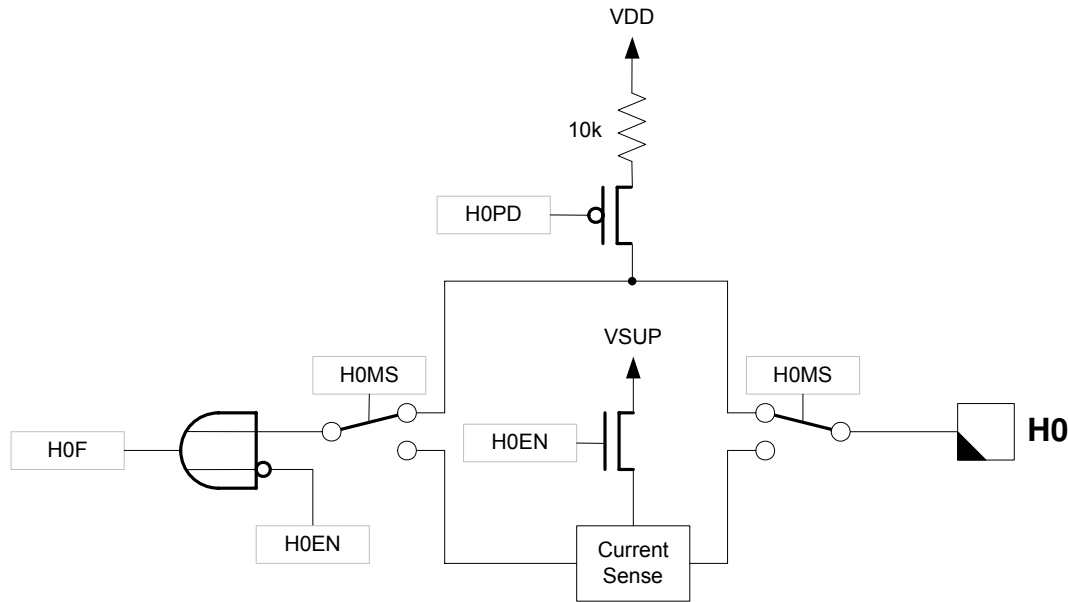 VDD
10k
H0PD
VSUP
H0MS
H0MS
H0EN
H0F
H0
H0EN
Current
Sense